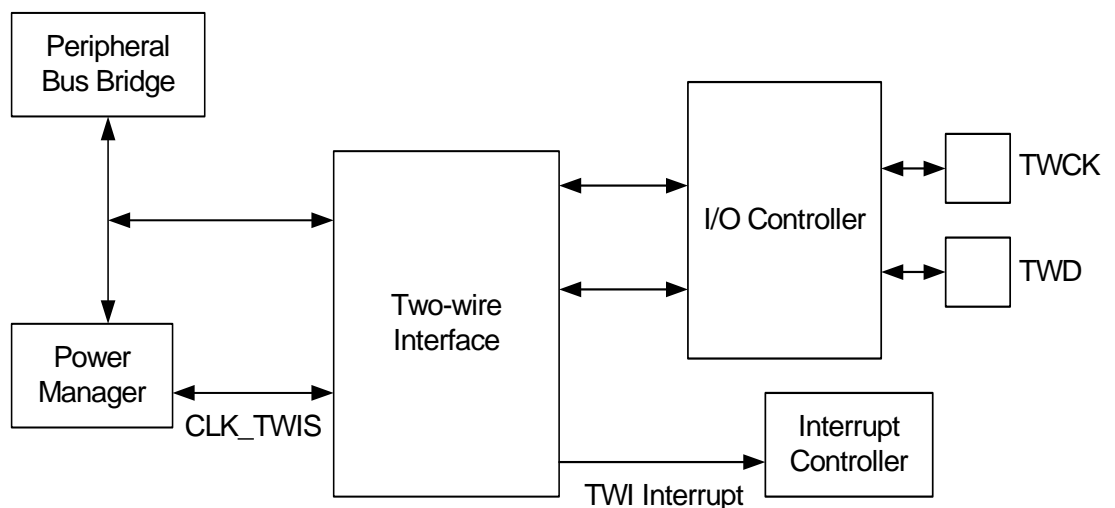 Peripheral
Bus Bridge
TWCK
I/O Controller
TWD
Two-wire
Interface
Power
Manager
CLK_TWIS
Interrupt
Controller
TWI Interrupt